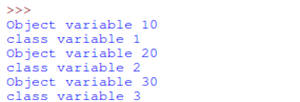 >>>
Object variable 10
class variable 1
Object variable 20
class variable 2
Object variable 30
class variable 3